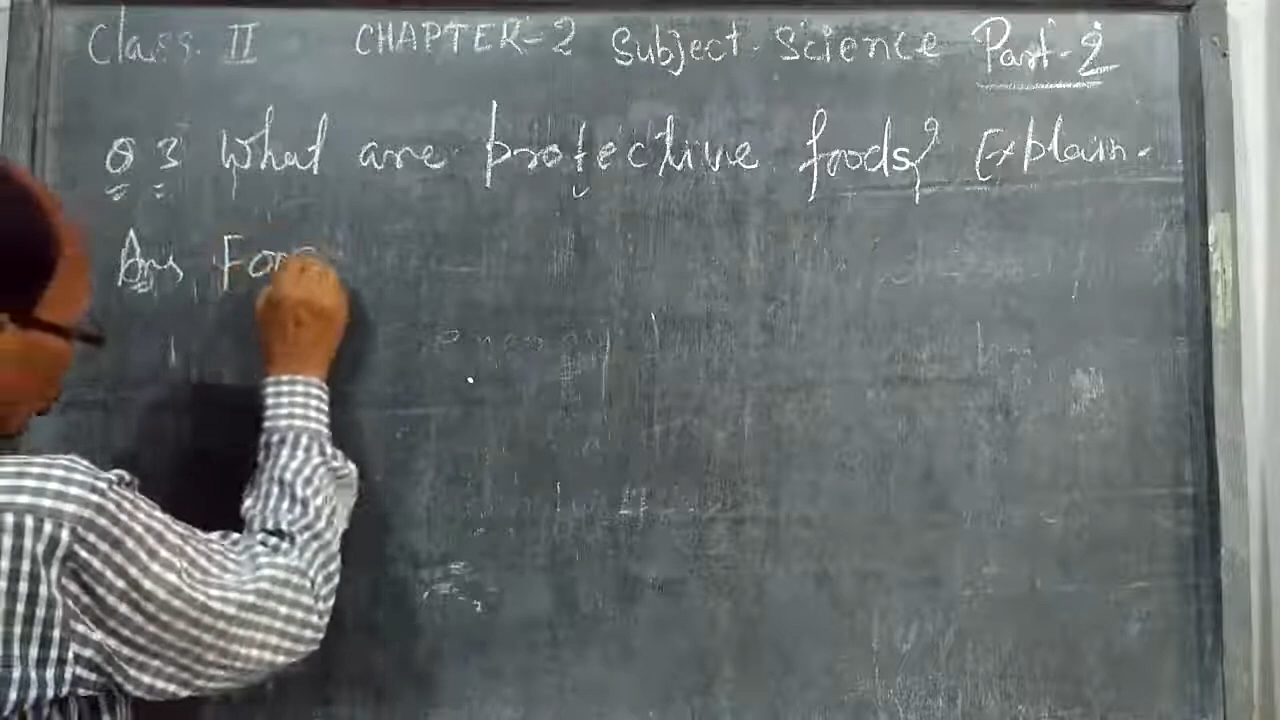 Class. II CHAPTER-2 Subject-Science Part-2
Q 3 What are protective foods? Explain.
Ans Foo